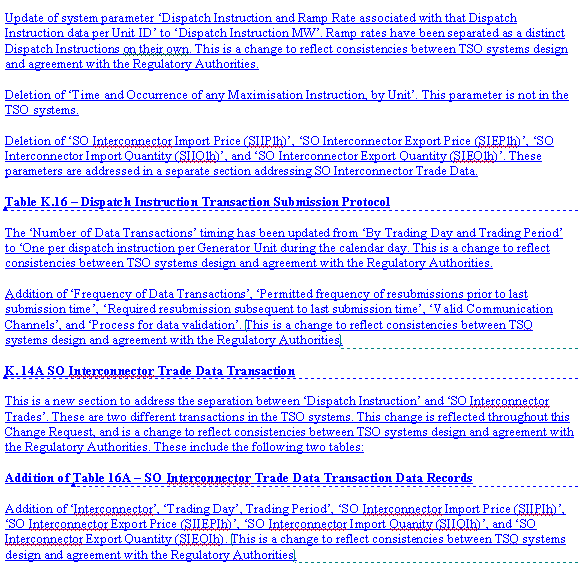 Update of system parameter ‘Dispatch Instruction and Ramp Rate associated with that Dispatch
Instruction data per Unit ID’ to ‘Dispatch Instruction MW’. Ramp rates have been separated as a distinct
Dispatch Instructions on their own. This is a change to reflect consistencies between TSO systems design
and agreement with the Regulatory Authorities.
Deletion of ‘Time and Occurrence of any Maximisation Instruction, by Unit’. This parameter is not in the
TSO systems.
Deletion of ‘SO Interconnector Import Price (SIIP1h)’, ‘SO Interconnector Export Price (SIEP1h)’, ‘SO
Interconnector Import Quantity (SIIQ1h)’, and ‘SO Interconnector Export Quantity (SIEQ1h)’. These
parameters are addressed in a separate section addressing SO Interconnector Trade Data.
Table K.16 – Dispatch Instruction Transaction Submission Protocol
The ‘Number of Data Transactions’ timing has been updated from ‘By Trading Day and Trading Period’
to ‘One per dispatch instruction per Generator Unit during the calendar day. This is a change to reflect
consistencies between TSO systems design and agreement with the Regulatory Authorities.
Addition of ‘Frequency of Data Transactions’, ‘Permitted frequency of resubmissions prior to last
submission time’, ‘Required resubmission subsequent to last submission time’, ‘Valid Communication
Channels’, and ‘Process for data validation’. This is a change to reflect consistencies between TSO
systems design and agreement with the Regulatory Authorities
K.14A SO Interconnector Trade Data Transaction
This is a new section to address the separation between ‘Dispatch Instruction’ and ‘SO Interconnector
Trades’. These are two different transactions in the TSO systems. This change is reflected throughout this
Change Request, and is a change to reflect consistencies between TSO systems design and agreement with
the Regulatory Authorities. These include the following two tables:
Addition of Table 16A – SO Interconnector Trade Data Transaction Data Records
Addition of ‘Interconnector’, ‘Trading Day’, Trading Period’, ‘SO Interconnector Import Price (SIIPIh)’,
‘SO Interconnector Export Price (SIIEPIh)’, ‘SO Interconnector Import Quanity (SIIQIh)’, and ‘SO
Interconnector Export Quantity (SIEQIh). This is a change to reflect consistencies between TSO systems
design and agreement with the Regulatory Authorities